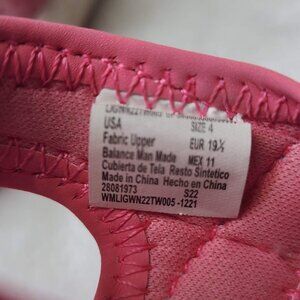 LIGWN22TW005
USA SIZE 4
Fabric Upper EUR 19½
Balance Man Made MEX 11
Cubierta de Tela Resto Sintetico
Made in China Hecho en China
28081973 S22
WMLIGWN22TW005 -1221